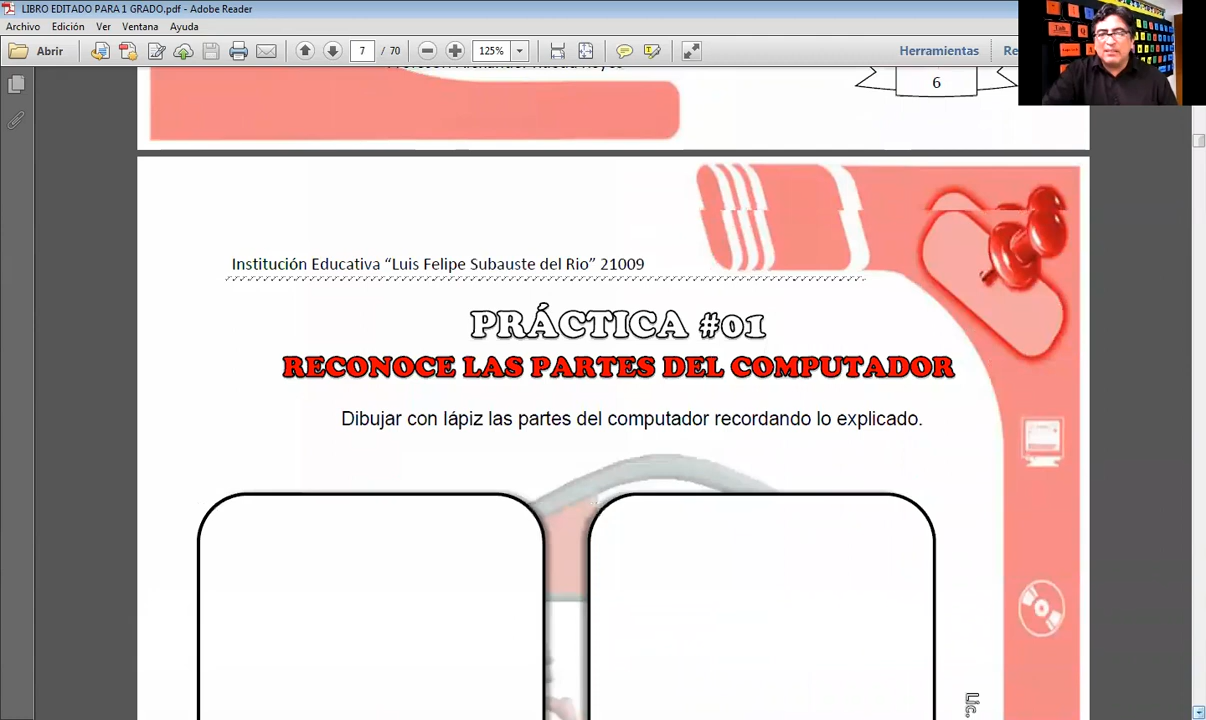 LIBRO EDITADO PARA 1 GRADO.pdf - Adobe Reader
Archivo Edición Ver Ventana Ayuda
Abrir 7 / 70 125% Herramientas
6
Institución Educativa “Luis Felipe Subauste del Rio” 21009
PRÁCTICA #01
RECONOCE LAS PARTES DEL COMPUTADOR
Dibujar con lápiz las partes del computador recordando lo explicado.
Lic.